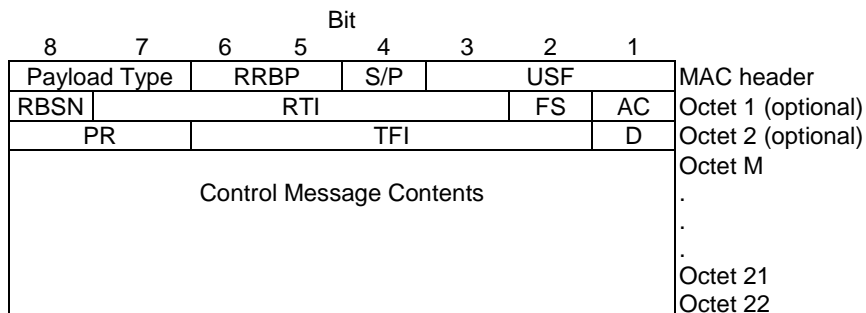 Bit
8 7 6 5 4 3 2 1
Payload Type RRBP S/P USF MAC header
RBSN RTI FS AC Octet 1 (optional)
PR TFI D Octet 2 (optional)
Octet M
Control Message Contents .
.
.
Octet 21
Octet 22